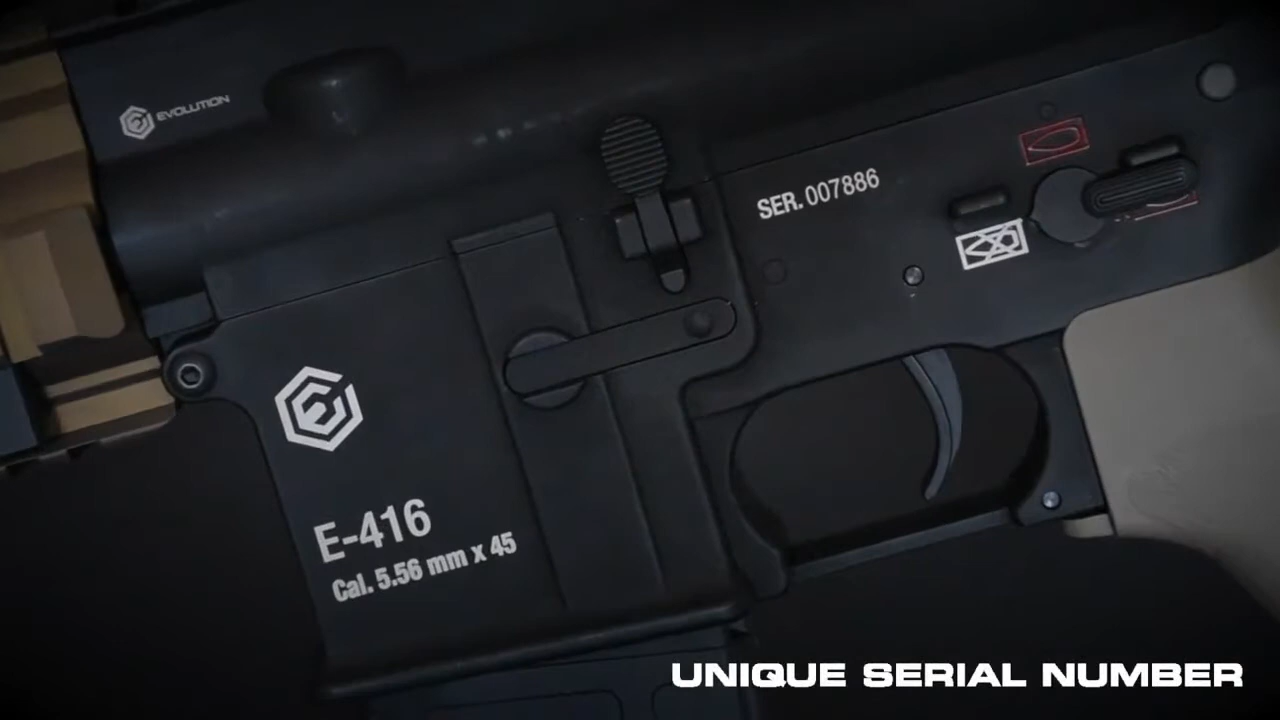 EVOLUTION
SER. 007886
E-416
Cal. 5.56 mm x 45
UNIQUE SERIAL NUMBER